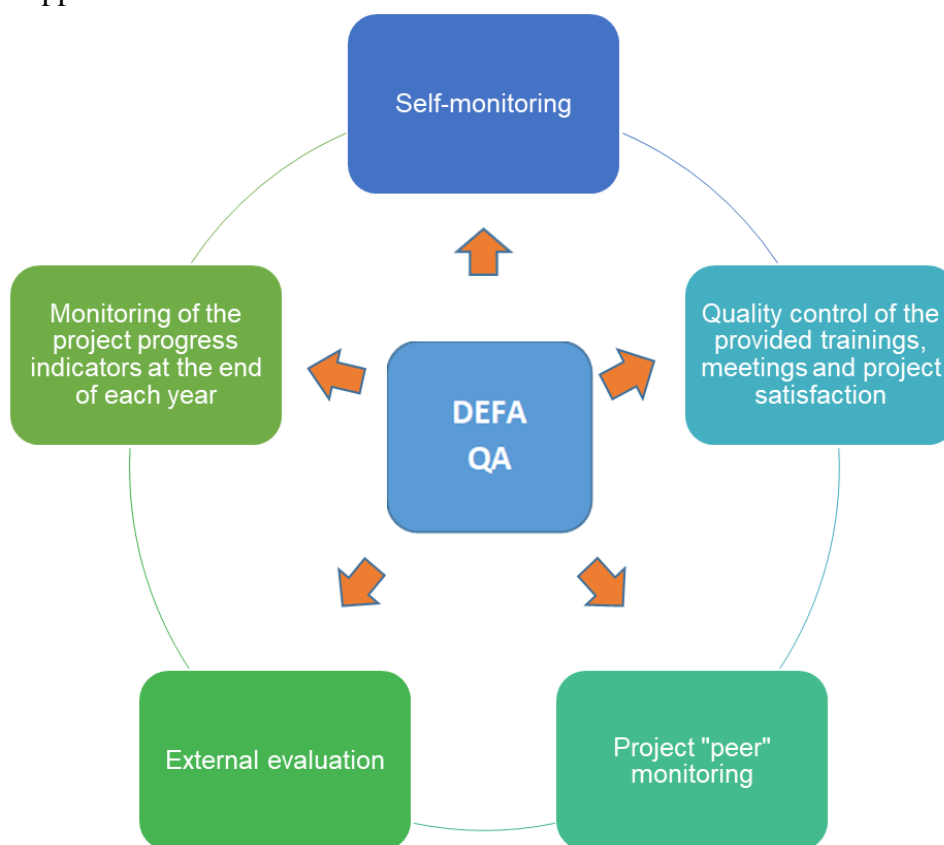 Self-monitoring
Monitoring of the
project progress
indicators at the end
of each year
Quality control of the
provided trainings,
meetings and project
satisfaction
DEFA
QA
External evaluation
Project "peer"
monitoring